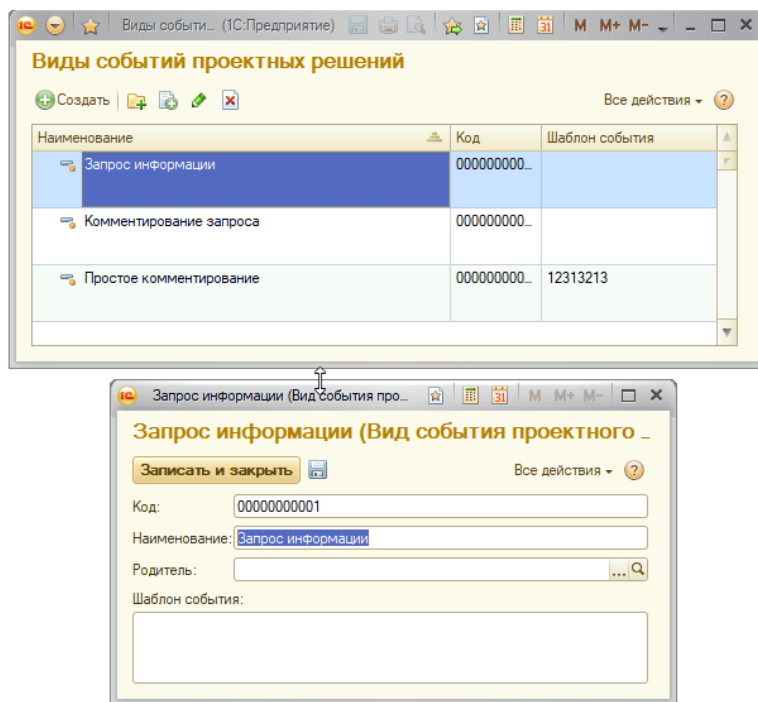 Виды событи... (1С:Предприятие) 31 M M+ M-
Виды событий проектных решений
Создать Все действия ?
Наименование Код Шаблон события
Запрос информации 000000000...
Комментирование запроса 000000000...
Простое комментирование 000000000... 12313213
Запрос информации (Вид события про... 31 M M+ M-
Запрос информации (Вид события проектного ...
Записать и закрыть Все действия ?
Код: 00000000001
Наименование: Запрос информации
Родитель: ...
Шаблон события: